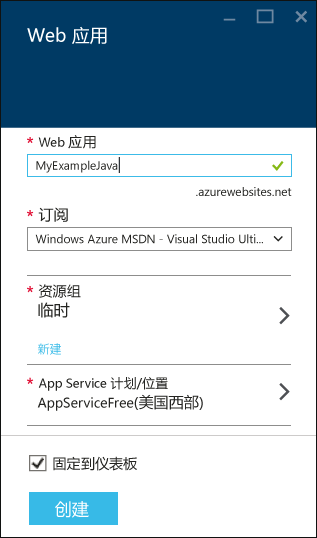 Web 应用
* Web 应用
MyExampleJava
.azurewebsites.net
* 订阅
Windows Azure MSDN - Visual Studio Ulti...
* 资源组
临时
新建
* App Service 计划/位置
AppServiceFree(美国西部)
固定到仪表板
创建